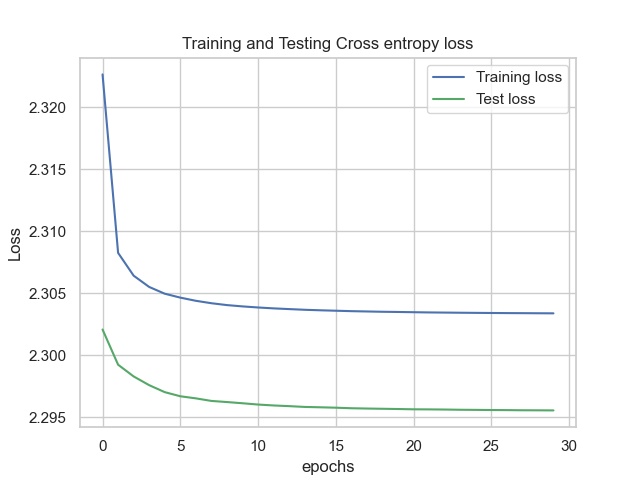 Training and Testing Cross entropy loss
Training loss
Test loss
2.320
2.315
2.310
2.305
2.300
2.295
Loss
0 5 10 15 20 25 30
epochs